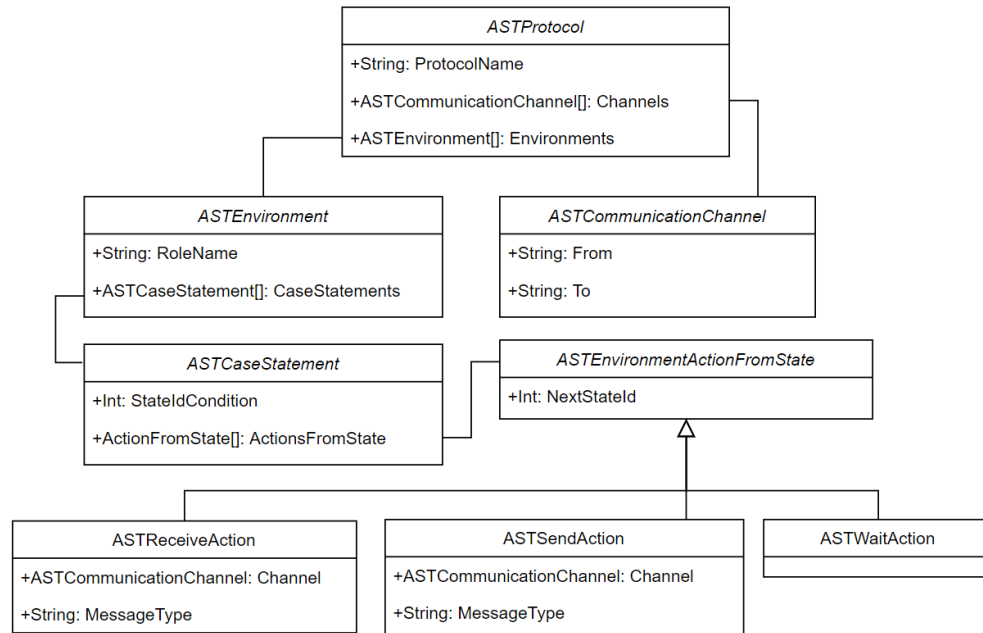 ASTProtocol
+String: ProtocolName
+ASTCommunicationChannel[]: Channels
+ASTEnvironment[]: Environments
ASTEnvironment
+String: RoleName
+ASTCaseStatement[]: CaseStatements
ASTCommunicationChannel
+String: From
+String: To
ASTCaseStatement
+Int: StateIdCondition
+ActionFromState[]: ActionsFromState
ASTEnvironmentActionFromState
+Int: NextStateId
ASTReceiveAction
+ASTCommunicationChannel: Channel
+String: MessageType
ASTSendAction
+ASTCommunicationChannel: Channel
+String: MessageType
ASTWaitAction